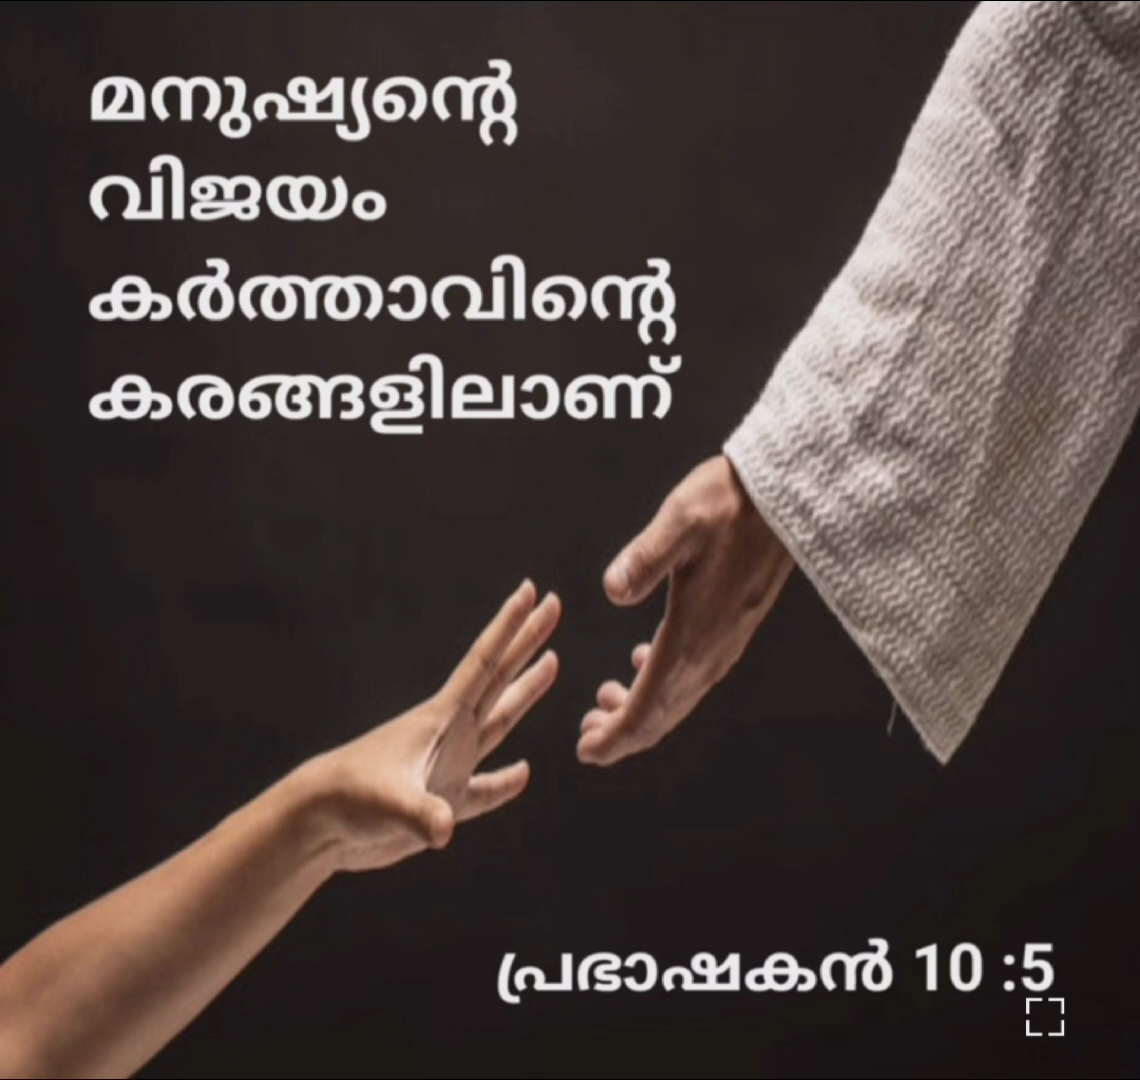 മനുഷ്യന്റെ
വിജയം
കർത്താവിന്റെ
കരങ്ങളിലാണ്
പ്രഭാഷകൻ 10 :5